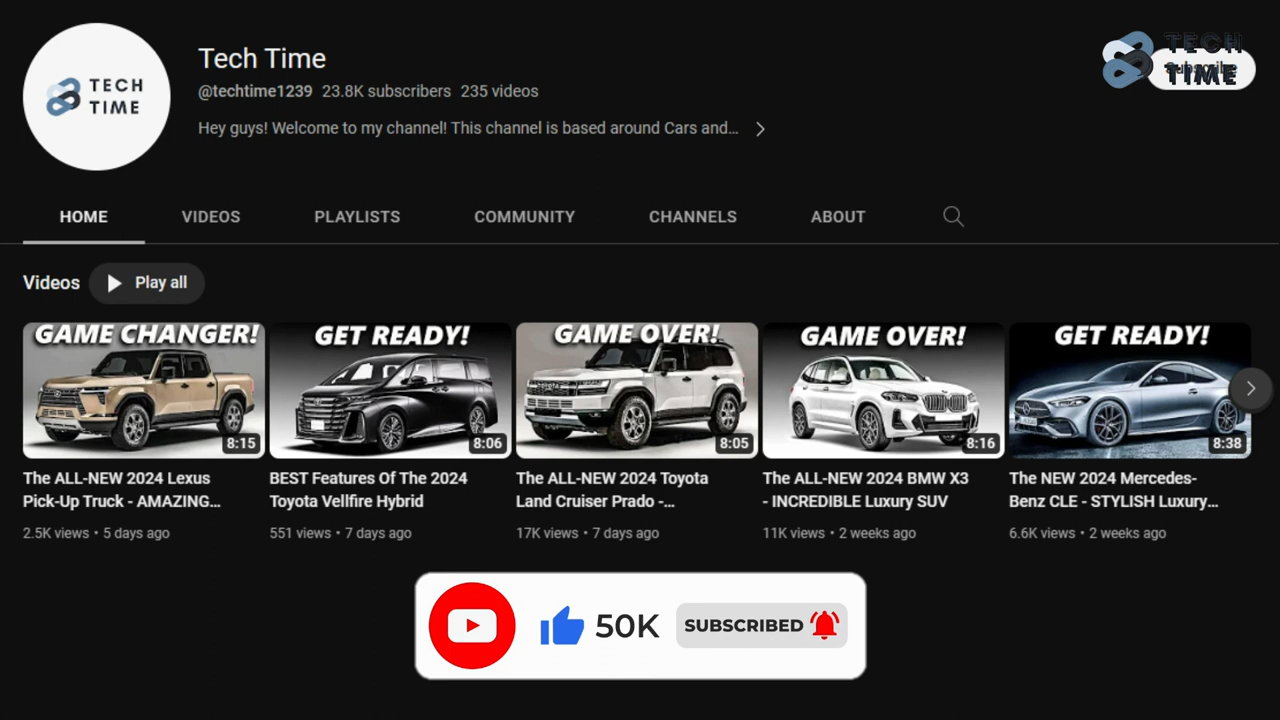 TECH
TIME
Tech Time
@techtime1239 23.8K subscribers 235 videos
Hey guys! Welcome to my channel! This channel is based around Cars and...
TECH
TIME
HOME VIDEOS PLAYLISTS COMMUNITY CHANNELS ABOUT
Videos Play all
GAME CHANGER! GET READY! GAME OVER! GAME OVER! GET READY!
8:15 8:06 8:05 8:16 8:38
The ALL-NEW 2024 Lexus
Pick-Up Truck - AMAZING...
2.5K views • 5 days ago
BEST Features Of The 2024
Toyota Vellfire Hybrid
551 views • 7 days ago
The ALL-NEW 2024 Toyota
Land Cruiser Prado -...
17K views • 7 days ago
The ALL-NEW 2024 BMW X3
- INCREDIBLE Luxury SUV
11K views • 2 weeks ago
The NEW 2024 Mercedes-
Benz CLE - STYLISH Luxury...
6.6K views • 2 weeks ago
50K SUBSCRIBED